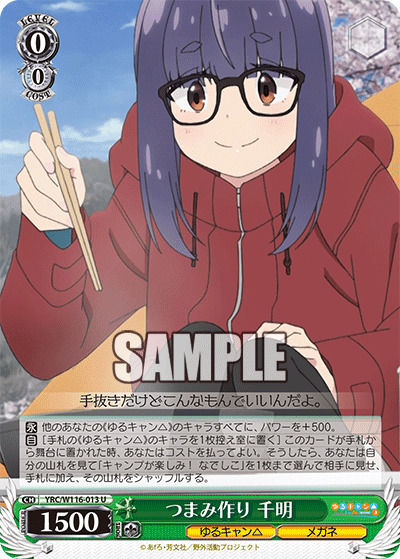 LEVEL
0
0
COST
SAMPLE
手抜きだけどこんなもんでいいんだよ。
永 他のあなたの《ゆるキャン△》のキャラすべてに、パワーを＋500。
自 ［手札の《ゆるキャン△》のキャラを1枚控え室に置く］ このカードが手札から舞台に置かれた時、あなたはコストを払ってよい。そうしたら、あなたは自分の山札を見て「キャンプが楽しみ！ なでしこ」を1枚まで選んで相手に見せ、手札に加え、その山札をシャッフルする。
CH YRC/W116-013 U
1500
つまみ作り 千明
ゆるキャン△
ゆるキャン△ メガネ
©あfろ・芳文社／野外活動プロジェクト